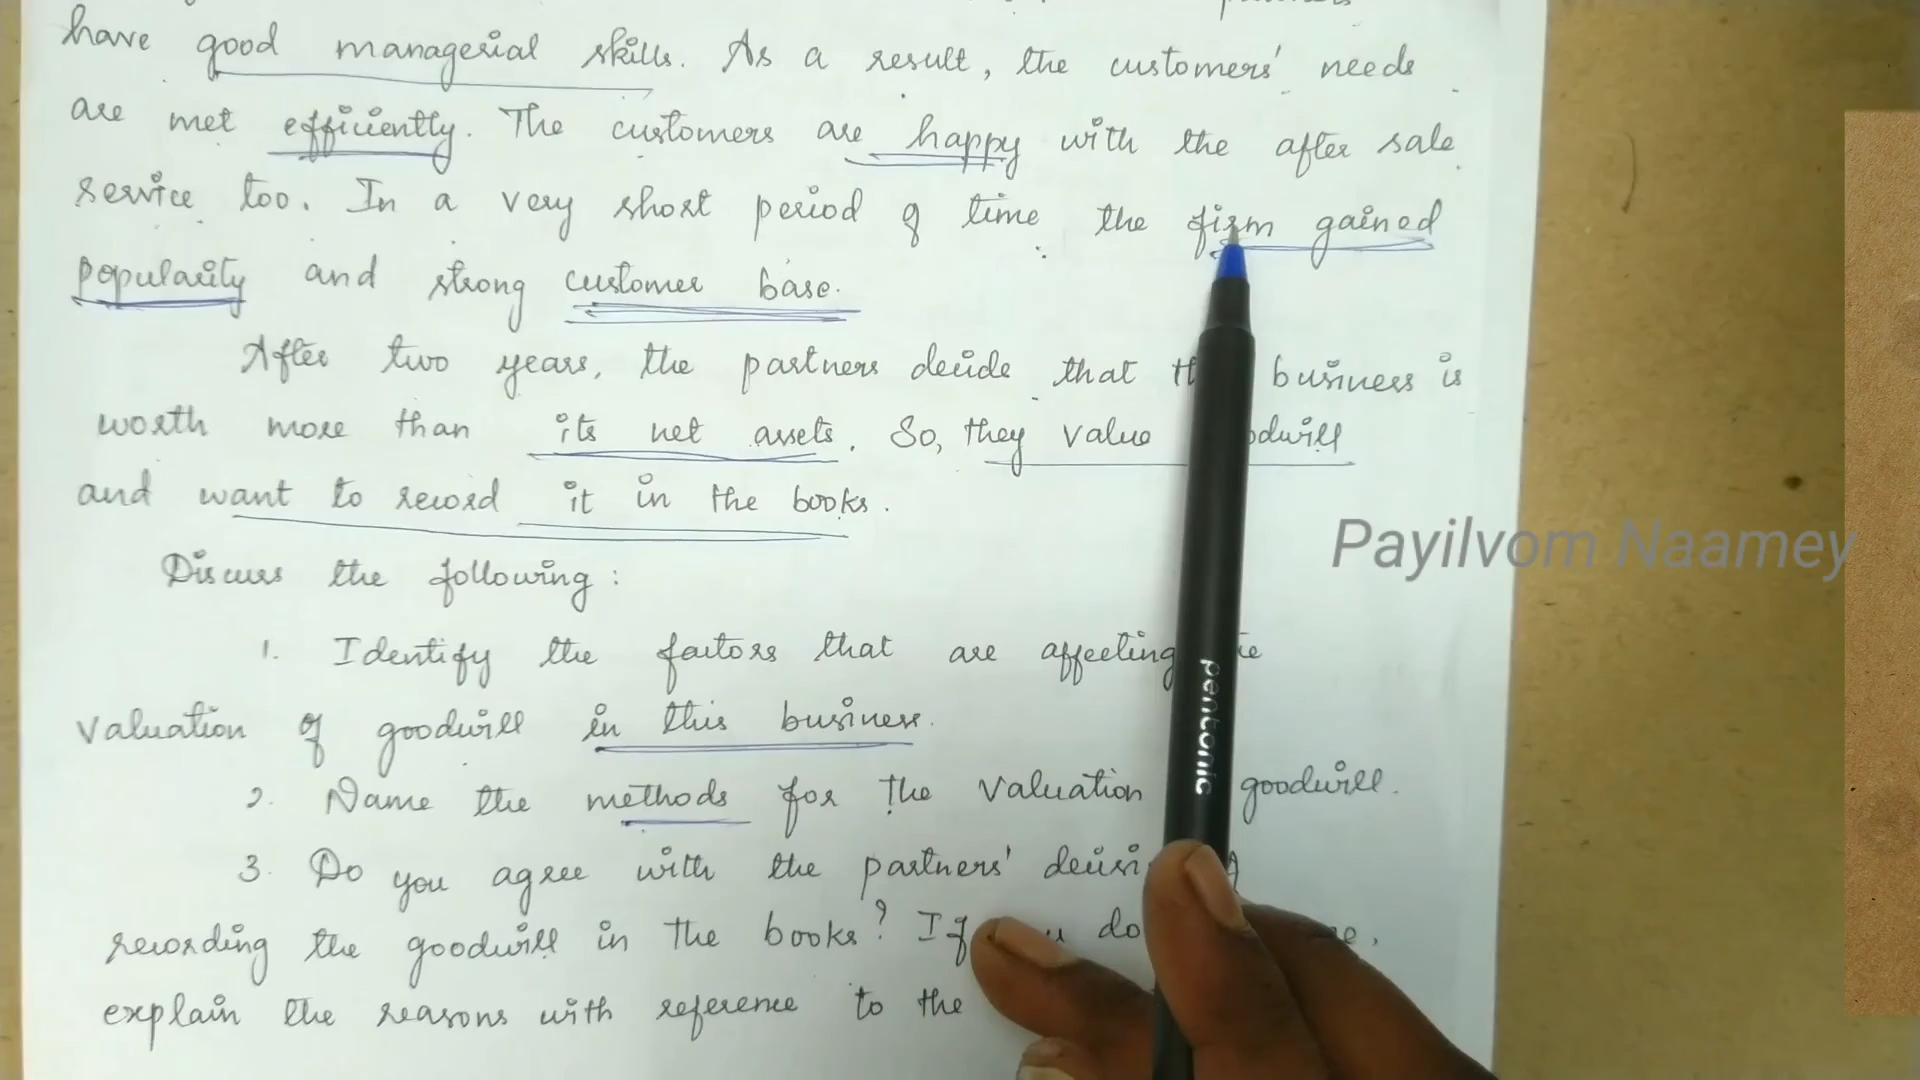 have good managerial skills. As a result, the customers' needs
are met efficiently. The customers are happy with the after sale
service too. In a very short period of time the firm gained
popularity and strong customer base.
After two years, the partners decide that business is
worth more than its net assets. So, they value
and want to record it in the books.
Discuss the following:
1. Identify the factors that are affecting
valuation of goodwill in this business.
2. Name the methods for the valuation goodwill.
3. Do you agree with the partners'
recording the goodwill in the books? If do
explain the reasons with reference to the
Payilvom Naamey
pentonic